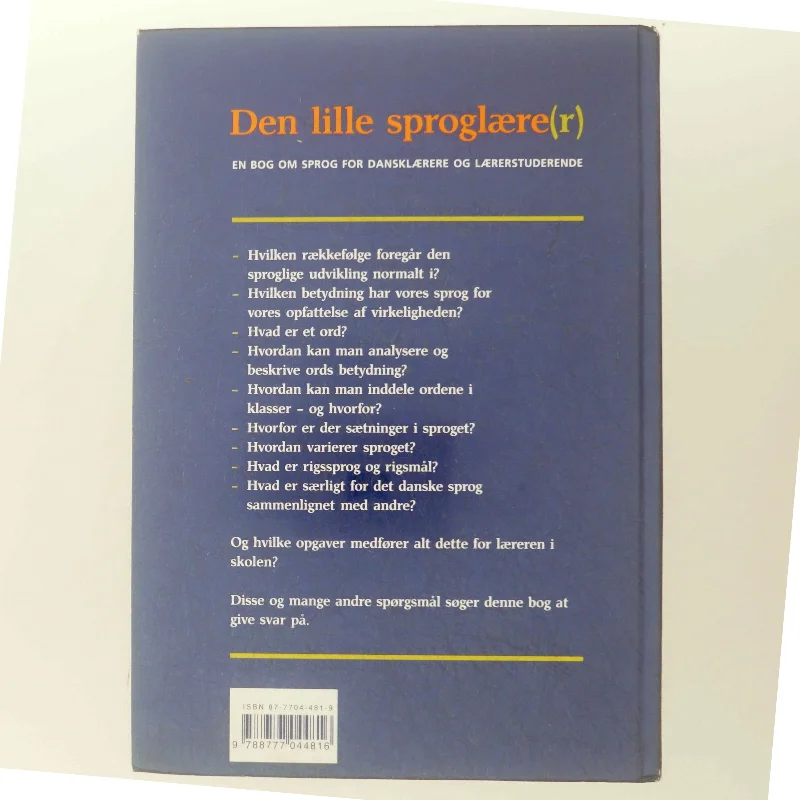 Den lille sproglære(r)
EN BOG OM SPROG FOR DANSKLÆRERE OG LÆRERSTUDERENDE
– Hvilken rækkefølge foregår den
sproglige udvikling normalt i?
– Hvilken betydning har vores sprog for
vores opfattelse af virkeligheden?
– Hvad er et ord?
– Hvordan kan man analysere og
beskrive ords betydning?
– Hvordan kan man inddele ordene i
klasser – og hvorfor?
– Hvorfor er der sætninger i sproget?
– Hvordan varierer sproget?
– Hvad er rigssprog og rigsmål?
– Hvad er særligt for det danske sprog
sammenlignet med andre?
Og hvilke opgaver medfører alt dette for læreren i
skolen?
Disse og mange andre spørgsmål søger denne bog at
give svar på.
ISBN 87-7704-481-9
9 788777 044816